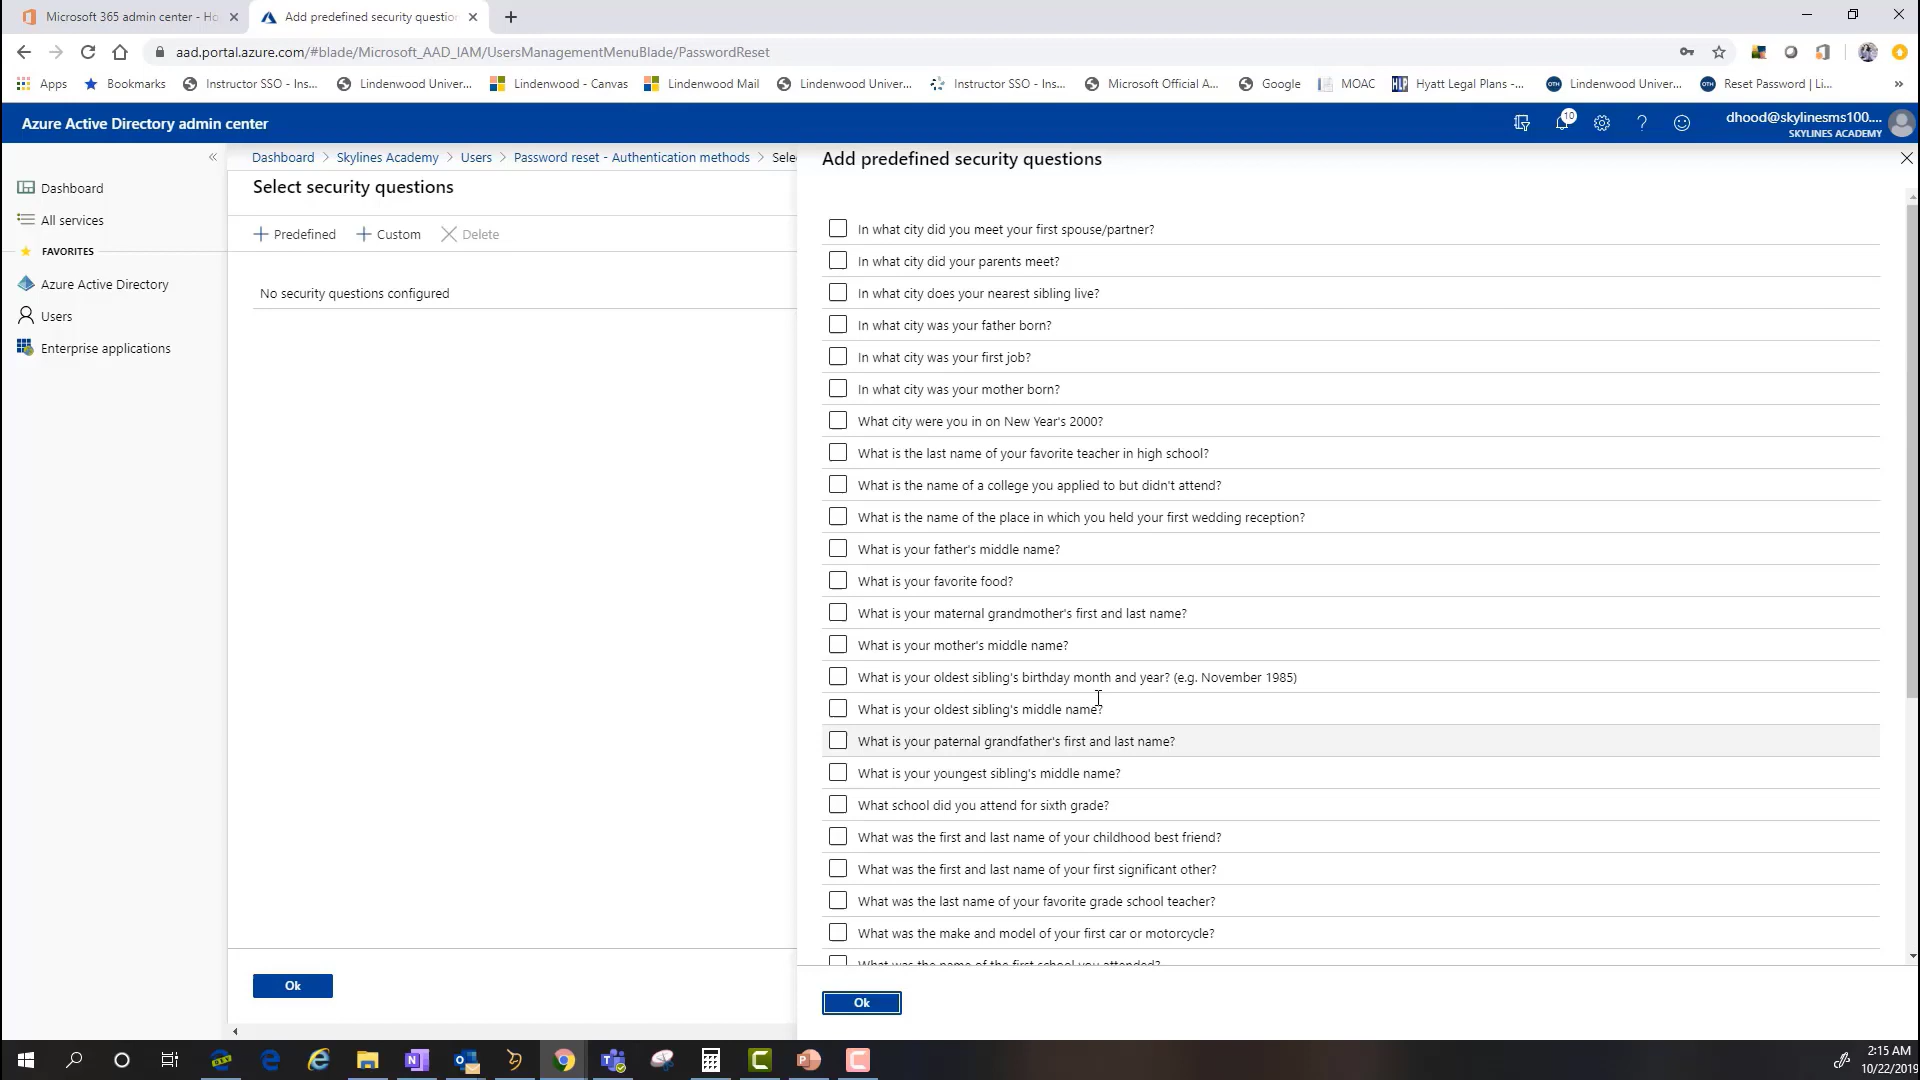 Microsoft 365 admin center - Ho
Add predefined security question
aad.portal.azure.com/#blade/Microsoft_AAD_IAM/UsersManagementMenuBlade/PasswordReset
Apps
Bookmarks
Instructor SSO - Ins...
Lindenwood Univer...
Lindenwood - Canvas
Lindenwood Mail
Lindenwood Univer...
Instructor SSO - Ins...
Microsoft Official A...
Google
MOAC
HLP
Hyatt Legal Plans -...
OTH
Lindenwood Univer...
OTH
Reset Password | Li...
»
Azure Active Directory admin center
10
dhood@skylinesms100....
SKYLINES ACADEMY
«
Dashboard
All services
FAVORITES
Azure Active Directory
Users
Enterprise applications
Dashboard > Skylines Academy > Users > Password reset - Authentication methods > Sele
Select security questions
Predefined
Custom
Delete
No security questions configured
Ok
Add predefined security questions
In what city did you meet your first spouse/partner?
In what city did your parents meet?
In what city does your nearest sibling live?
In what city was your father born?
In what city was your first job?
In what city was your mother born?
What city were you in on New Year's 2000?
What is the last name of your favorite teacher in high school?
What is the name of a college you applied to but didn't attend?
What is the name of the place in which you held your first wedding reception?
What is your father's middle name?
What is your favorite food?
What is your maternal grandmother's first and last name?
What is your mother's middle name?
What is your oldest sibling's birthday month and year? (e.g. November 1985)
What is your oldest sibling's middle name?
What is your paternal grandfather's first and last name?
What is your youngest sibling's middle name?
What school did you attend for sixth grade?
What was the first and last name of your childhood best friend?
What was the first and last name of your first significant other?
What was the last name of your favorite grade school teacher?
What was the make and model of your first car or motorcycle?
What was the name of the first school you attended?
Ok
2:15 AM
10/22/2019